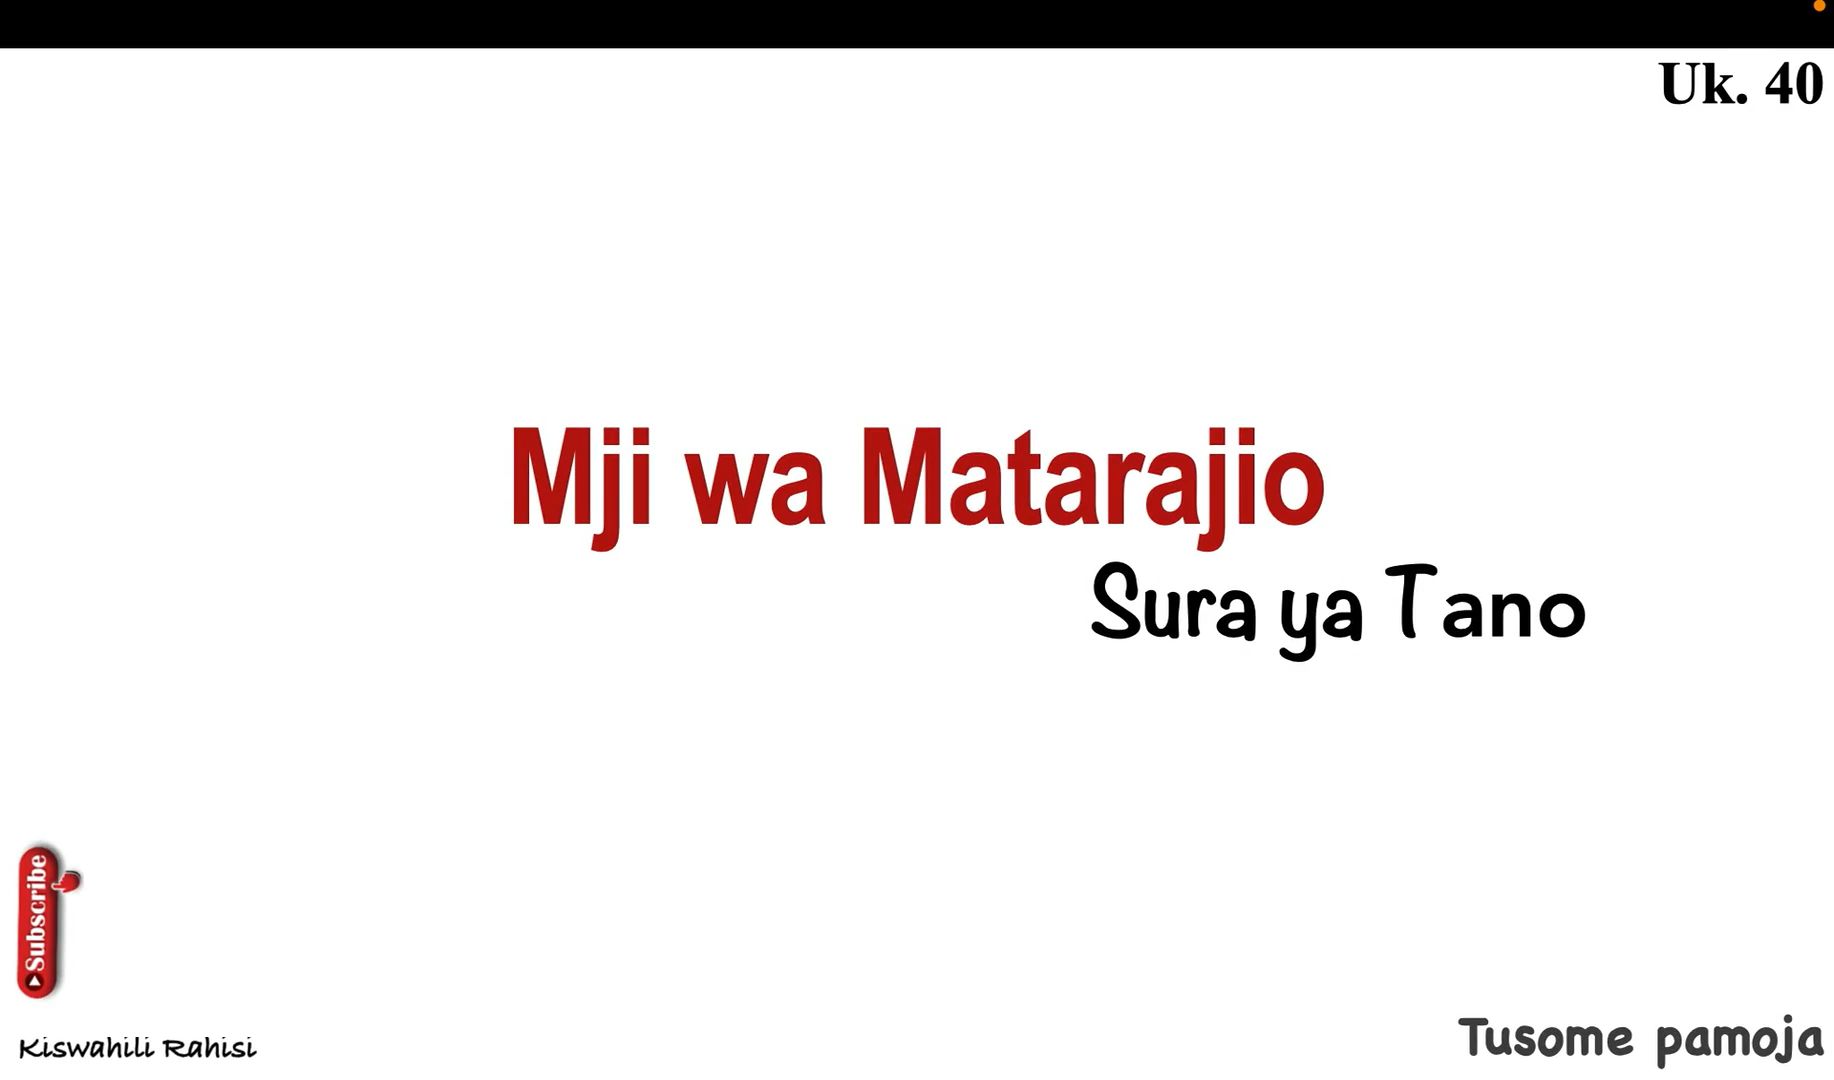 Uk. 40
Mji wa Matarajio
Sura ya Tano
Subscribe
Kiswahili Rahisi
Tusome pamoja